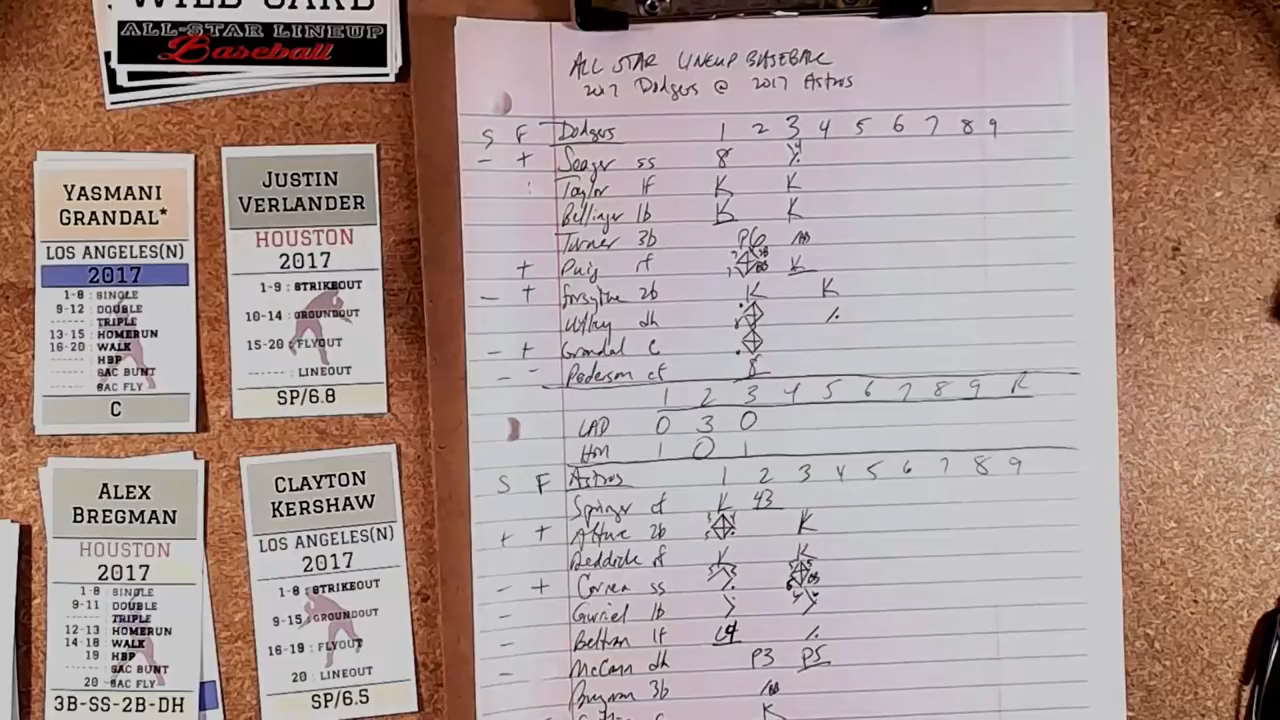 WILD CARD
ALL-STAR LINEUP
Baseball
YASMANI
GRANDAL*
LOS ANGELES(N)
2017
1-8 : SINGLE
9-12 : DOUBLE
------ : TRIPLE
13-15 : HOMERUN
16-20 : WALK
------ : HBP
------ : SAC BUNT
------ : SAC FLY
C
JUSTIN
VERLANDER
HOUSTON
2017
1-9 : STRIKEOUT
10-14 : GROUNDOUT
15-20 : FLYOUT
------ : LINEOUT
SP/6.8
ALEX
BREGMAN
HOUSTON
2017
1-8 : SINGLE
9-11 : DOUBLE
------ : TRIPLE
12-13 : HOMERUN
14-18 : WALK
19 : HBP
------ : SAC BUNT
20 : SAC FLY
3B-SS-2B-DH
CLAYTON
KERSHAW
LOS ANGELES(N)
2017
1-8 : STRIKEOUT
9-15 : GROUNDOUT
16-19 : FLYOUT
20 : LINEOUT
SP/6.5
ALL STAR LINEUP BASEBALL
2017 Dodgers @ 2017 Astros
S F Dodgers 1 2 3 4 5 6 7 8 9
- + Seager ss 8
Taylor lf K K
Bellinger 1b K K
Turner 3b P6
+ Puig rf K
- + Forsythe 2b K K
Utley dh
- + Grandal c
- - Pederson cf 8
1 2 3 4 5 6 7 8 9 R
LAD 0 3 0
HOU 1 0 1
S F Astros 1 2 3 4 5 6 7 8 9
Springer cf K 43
+ + Altuve 2b K
Reddick rf K K
- + Correa ss
- Gurriel 1b
- Beltran lf L4
- McCann dh P3 P5
Bregman 3b
K